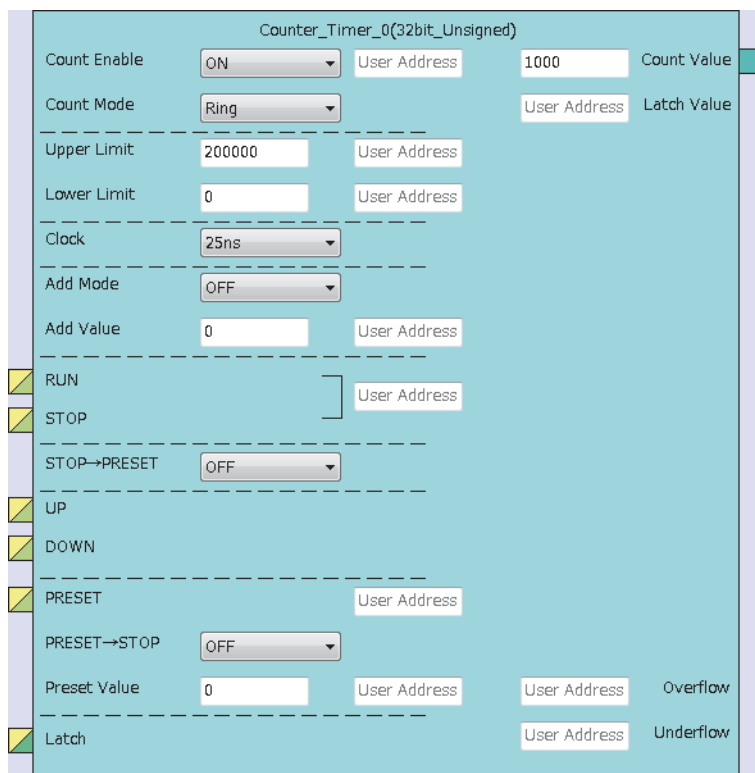 Counter_Timer_0(32bit_Unsigned)
Count Enable ON User Address 1000 Count Value
Count Mode Ring User Address Latch Value
Upper Limit 200000 User Address
Lower Limit 0 User Address
Clock 25ns
Add Mode OFF
Add Value 0 User Address
RUN
User Address
STOP
STOP→PRESET OFF
UP
DOWN
PRESET User Address
PRESET→STOP OFF
Preset Value 0 User Address User Address Overflow
Latch User Address Underflow